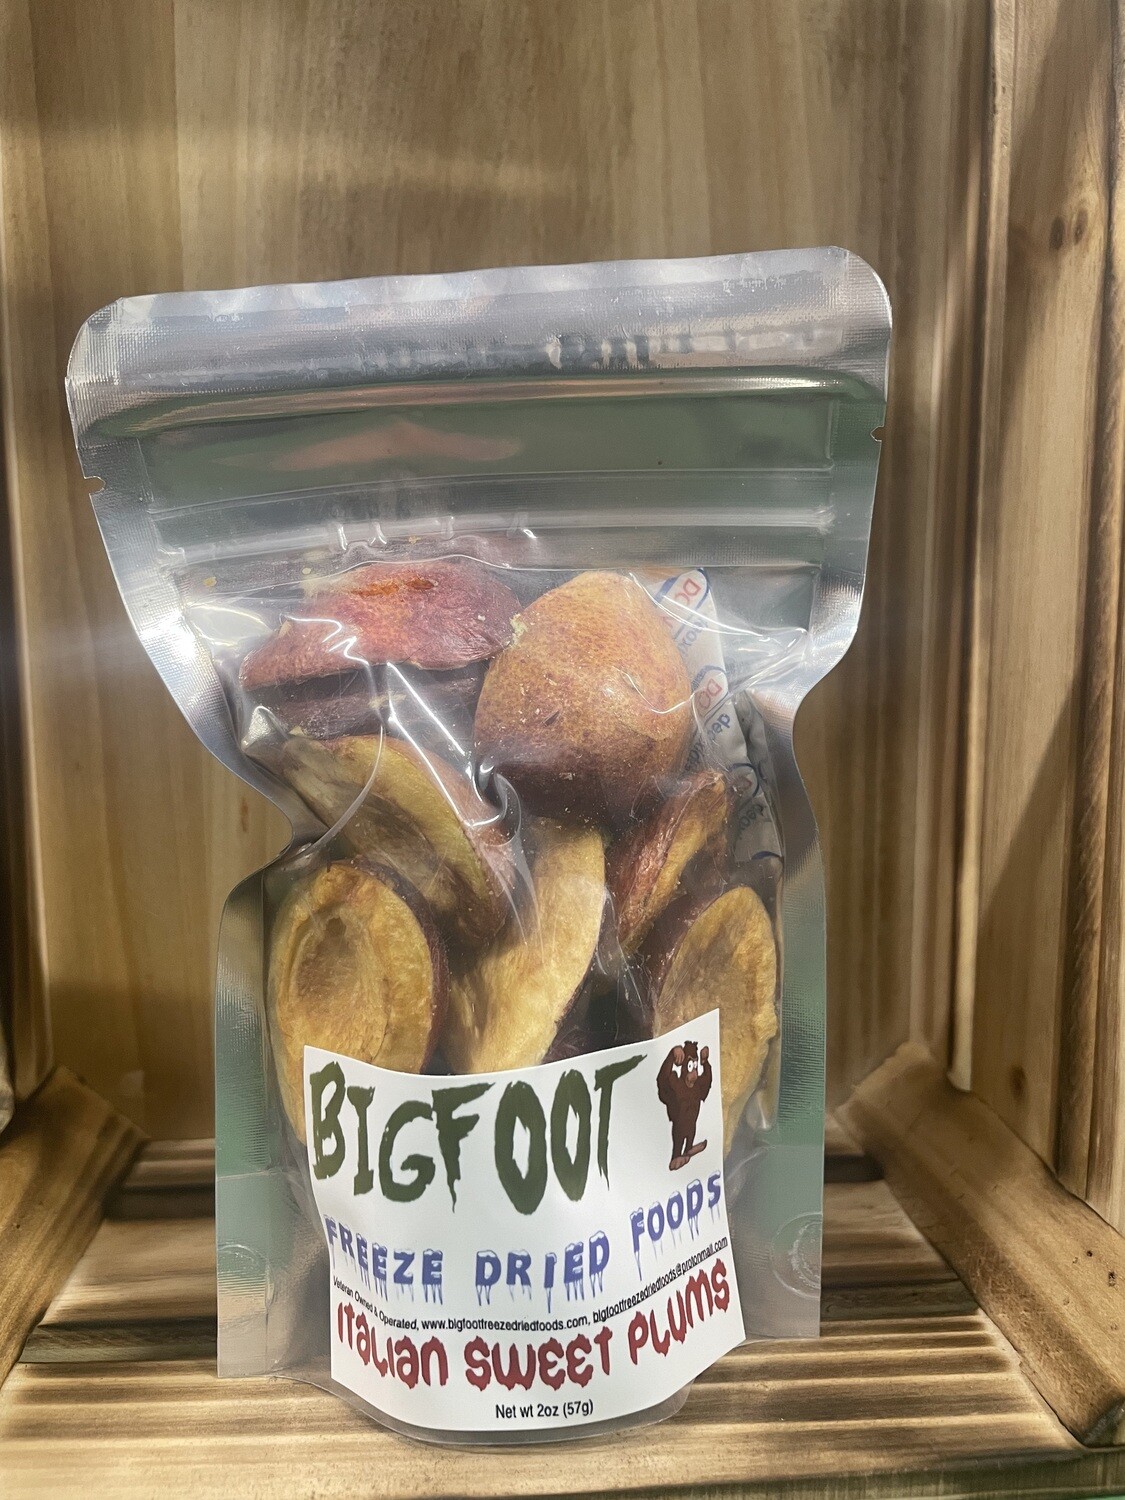 BIGFOOT
FREEZE DRIED FOODS
Veteran Owned & Operated, www.bigfootfreezedriedfoods.com, bigfootfreezedriedfoods@protonmail.com
ITALIAN SWEET PLUMS
Net wt 2oz (57g)